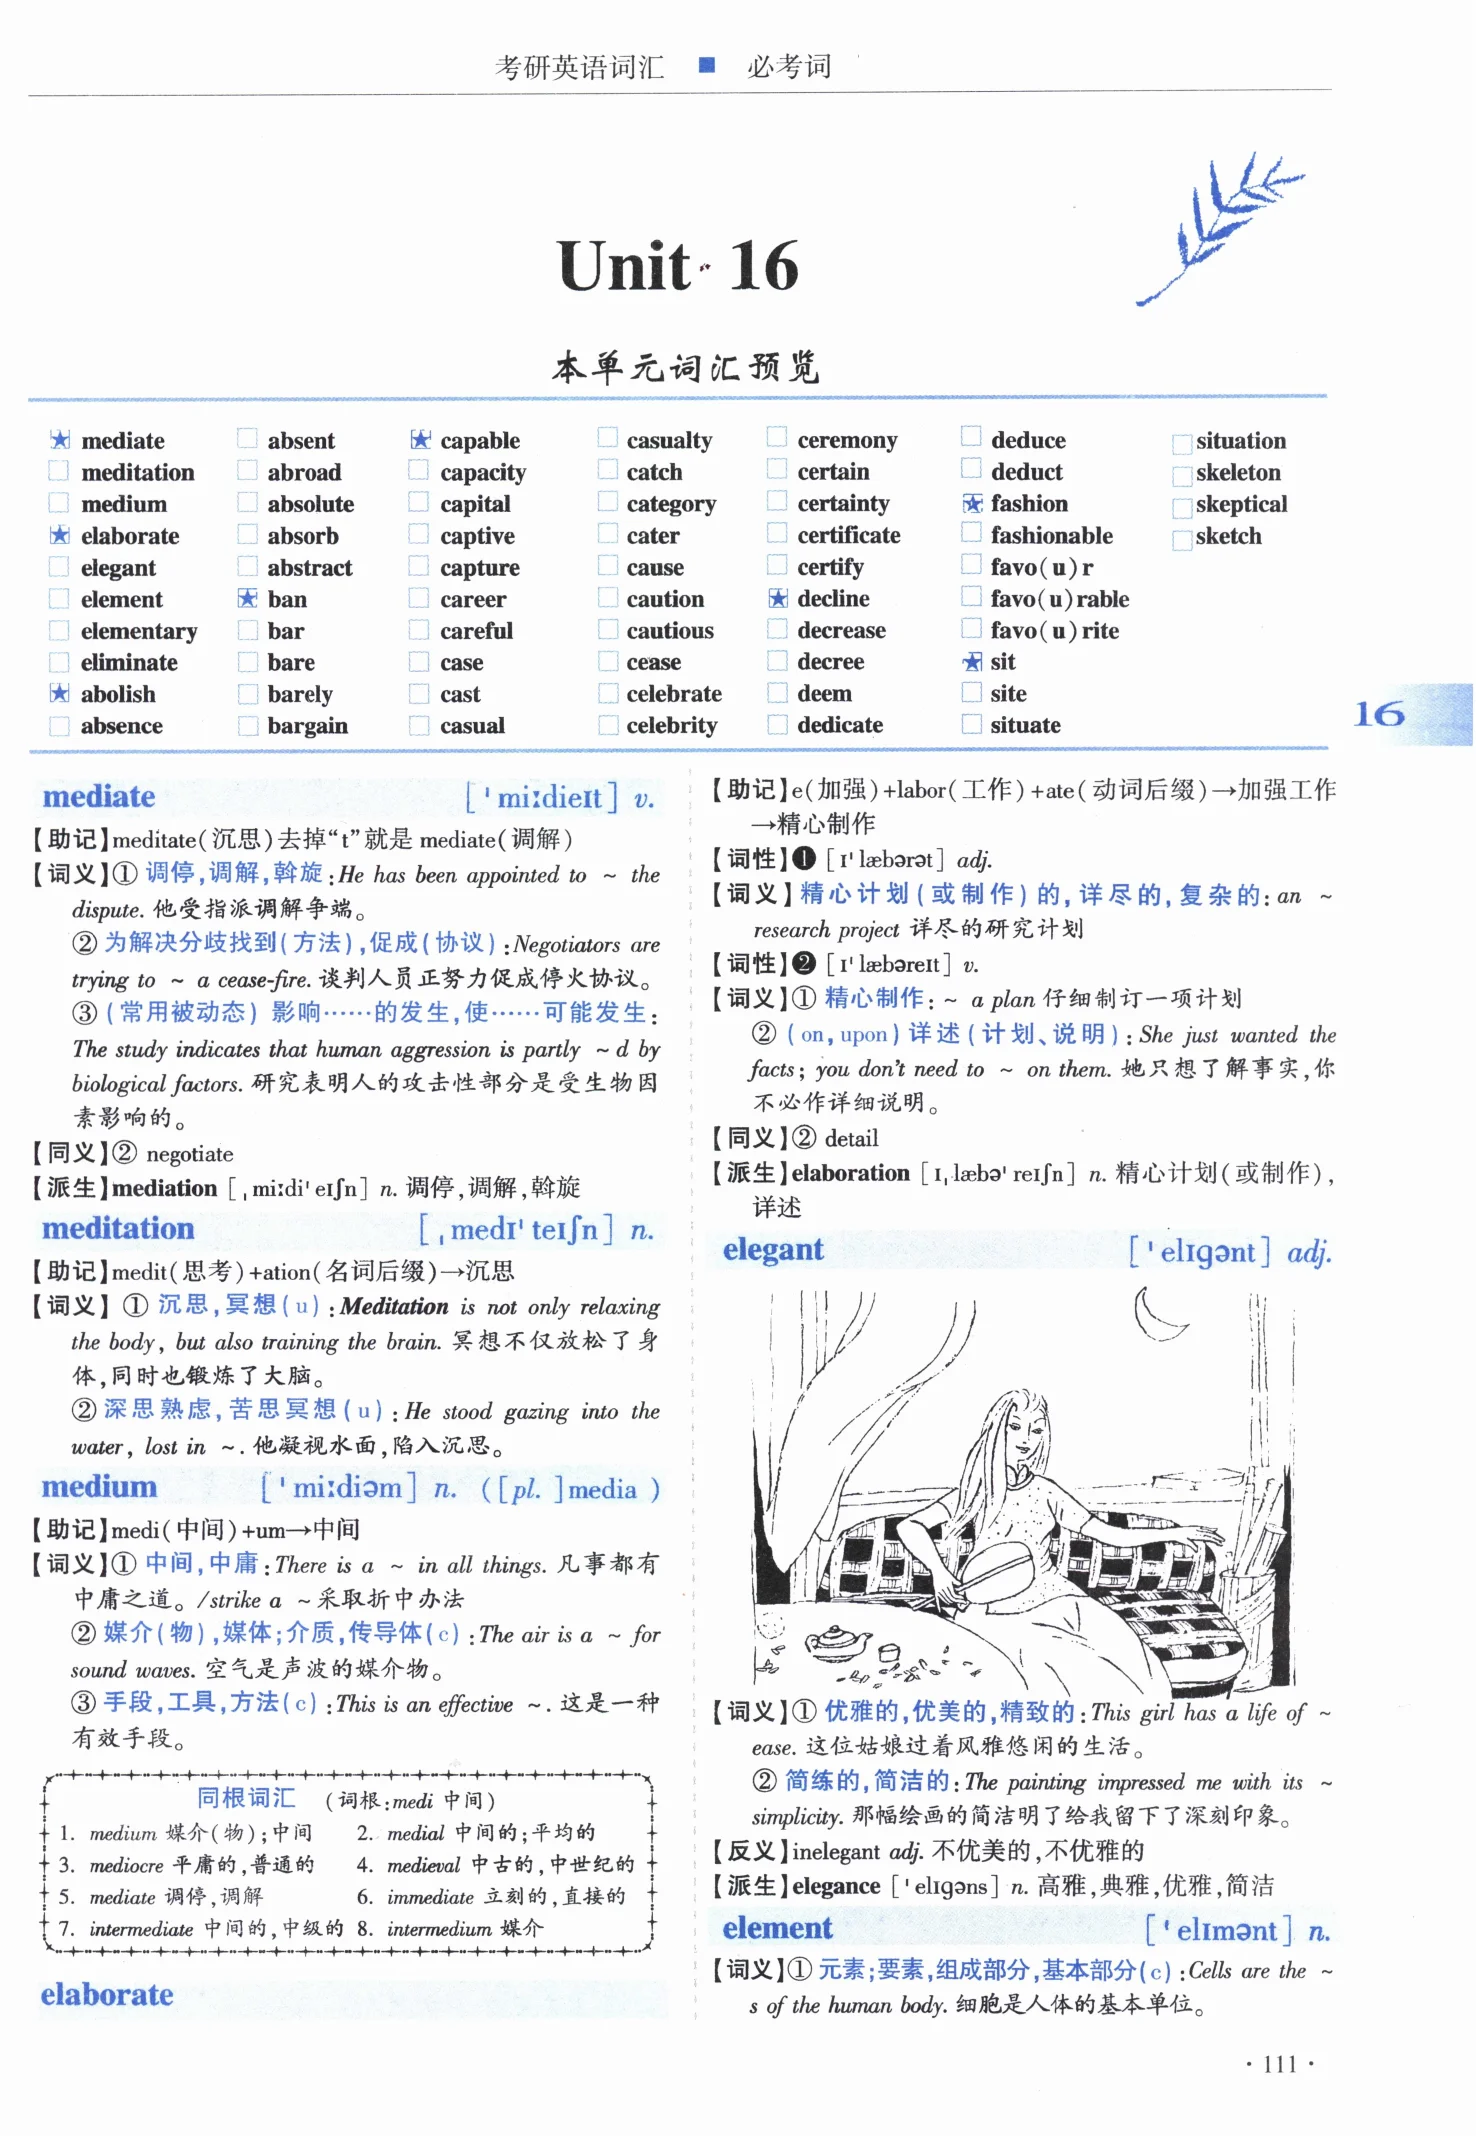 考研英语词汇 ■ 必考词
Unit 16
本单元词汇预览
★ mediate
meditation
medium
★ elaborate
elegant
element
elementary
eliminate
★ abolish
absence
absent
abroad
absolute
absorb
abstract
★ ban
bar
bare
barely
bargain
★ capable
capacity
capital
captive
capture
career
careful
case
cast
casual
casualty
catch
category
cater
cause
caution
cautious
cease
celebrate
celebrity
ceremony
certain
certainty
certificate
certify
★ decline
decrease
decree
deem
dedicate
deduce
deduct
★ fashion
fashionable
favo(u)r
favo(u)rable
favo(u)rite
★ sit
site
situate
situation
skeleton
skeptical
sketch
16
mediate [ˈmiːdieɪt] v.
【助记】meditate(沉思)去掉“t”就是 mediate(调解)
【词义】① 调停,调解,斡旋:He has been appointed to ~ the
dispute. 他受指派调解争端。
② 为解决分歧找到(方法),促成(协议):Negotiators are
trying to ~ a cease-fire. 谈判人员正努力促成停火协议。
③ (常用被动态) 影响……的发生,使……可能发生:
The study indicates that human aggression is partly ~d by
biological factors. 研究表明人的攻击性部分是受生物因
素影响的。
【同义】② negotiate
【派生】mediation [ˌmiːdiˈeɪʃn] n. 调停,调解,斡旋
meditation [ˌmedɪˈteɪʃn] n.
【助记】medit(思考)+ation(名词后缀)→沉思
【词义】① 沉思,冥想(u):Meditation is not only relaxing
the body, but also training the brain. 冥想不仅放松了身
体,同时也锻炼了大脑。
② 深思熟虑,苦思冥想(u):He stood gazing into the
water, lost in ~. 他凝视水面,陷入沉思。
medium [ˈmiːdiəm] n. ([pl.]media )
【助记】medi(中间)+um→中间
【词义】① 中间,中庸:There is a ~ in all things. 凡事都有
中庸之道。/strike a ~采取折中办法
② 媒介(物),媒体;介质,传导体(c):The air is a ~ for
sound waves. 空气是声波的媒介物。
③ 手段,工具,方法(c):This is an effective ~. 这是一种
有效手段。
同根词汇 (词根:medi 中间)
1. medium 媒介(物);中间 2. medial 中间的;平均的
3. mediocre 平庸的,普通的 4. medieval 中古的,中世纪的
5. mediate 调停,调解 6. immediate 立刻的,直接的
7. intermediate 中间的,中级的 8. intermedium 媒介
elaborate
【助记】e(加强)+labor(工作)+ate(动词后缀)→加强工作
→精心制作
【词性】❶ [ɪˈlæbərət] adj.
【词义】精心计划(或制作)的,详尽的,复杂的:an ~
research project 详尽的研究计划
【词性】❷ [ɪˈlæbəreɪt] v.
【词义】① 精心制作:~ a plan 仔细制订一项计划
② (on,upon)详述(计划、说明):She just wanted the
facts; you don't need to ~ on them. 她只想了解事实,你
不必作详细说明。
【同义】② detail
【派生】elaboration [ɪˌlæbəˈreɪʃn] n. 精心计划(或制作),
详述
elegant [ˈelɪɡənt] adj.
【词义】① 优雅的,优美的,精致的:This girl has a life of ~
ease. 这位姑娘过着风雅悠闲的生活。
② 简练的,简洁的:The painting impressed me with its ~
simplicity. 那幅绘画的简洁明了给我留下了深刻印象。
【反义】inelegant adj. 不优美的,不优雅的
【派生】elegance [ˈelɪɡəns] n. 高雅,典雅,优雅,简洁
element [ˈelɪmənt] n.
【词义】① 元素;要素,组成部分,基本部分(c):Cells are the ~
s of the human body. 细胞是人体的基本单位。
· 111 ·